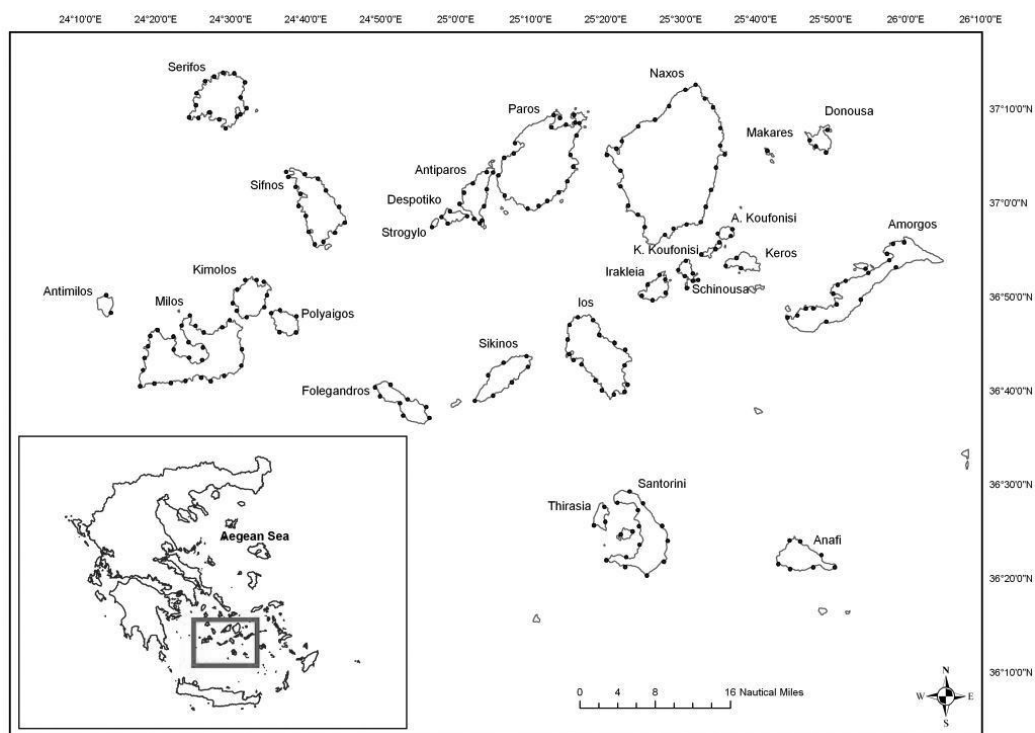 24°10'0"E 24°20'0"E 24°30'0"E 24°40'0"E 24°50'0"E 25°0'0"E 25°10'0"E 25°20'0"E 25°30'0"E 25°40'0"E 25°50'0"E 26°0'0"E 26°10'0"E
Serifos
Naxos
Paros
Donousa
37°10'0"N
Makares
Antiparos
Sifnos
Despotiko
37°0'0"N
Strogylo
A. Koufonisi
Amorgos
K. Koufonisi
Keros
Kimolos
Irakleia
Antimilos
Milos
Schinousa
36°50'0"N
Ios
Polyaigos
Sikinos
Folegandros
36°40'0"N
Santorini
36°30'0"N
Thirasia
Aegean Sea
Anafi
36°20'0"N
36°10'0"N
N
0 4 8 16 Nautical Miles
W E
S